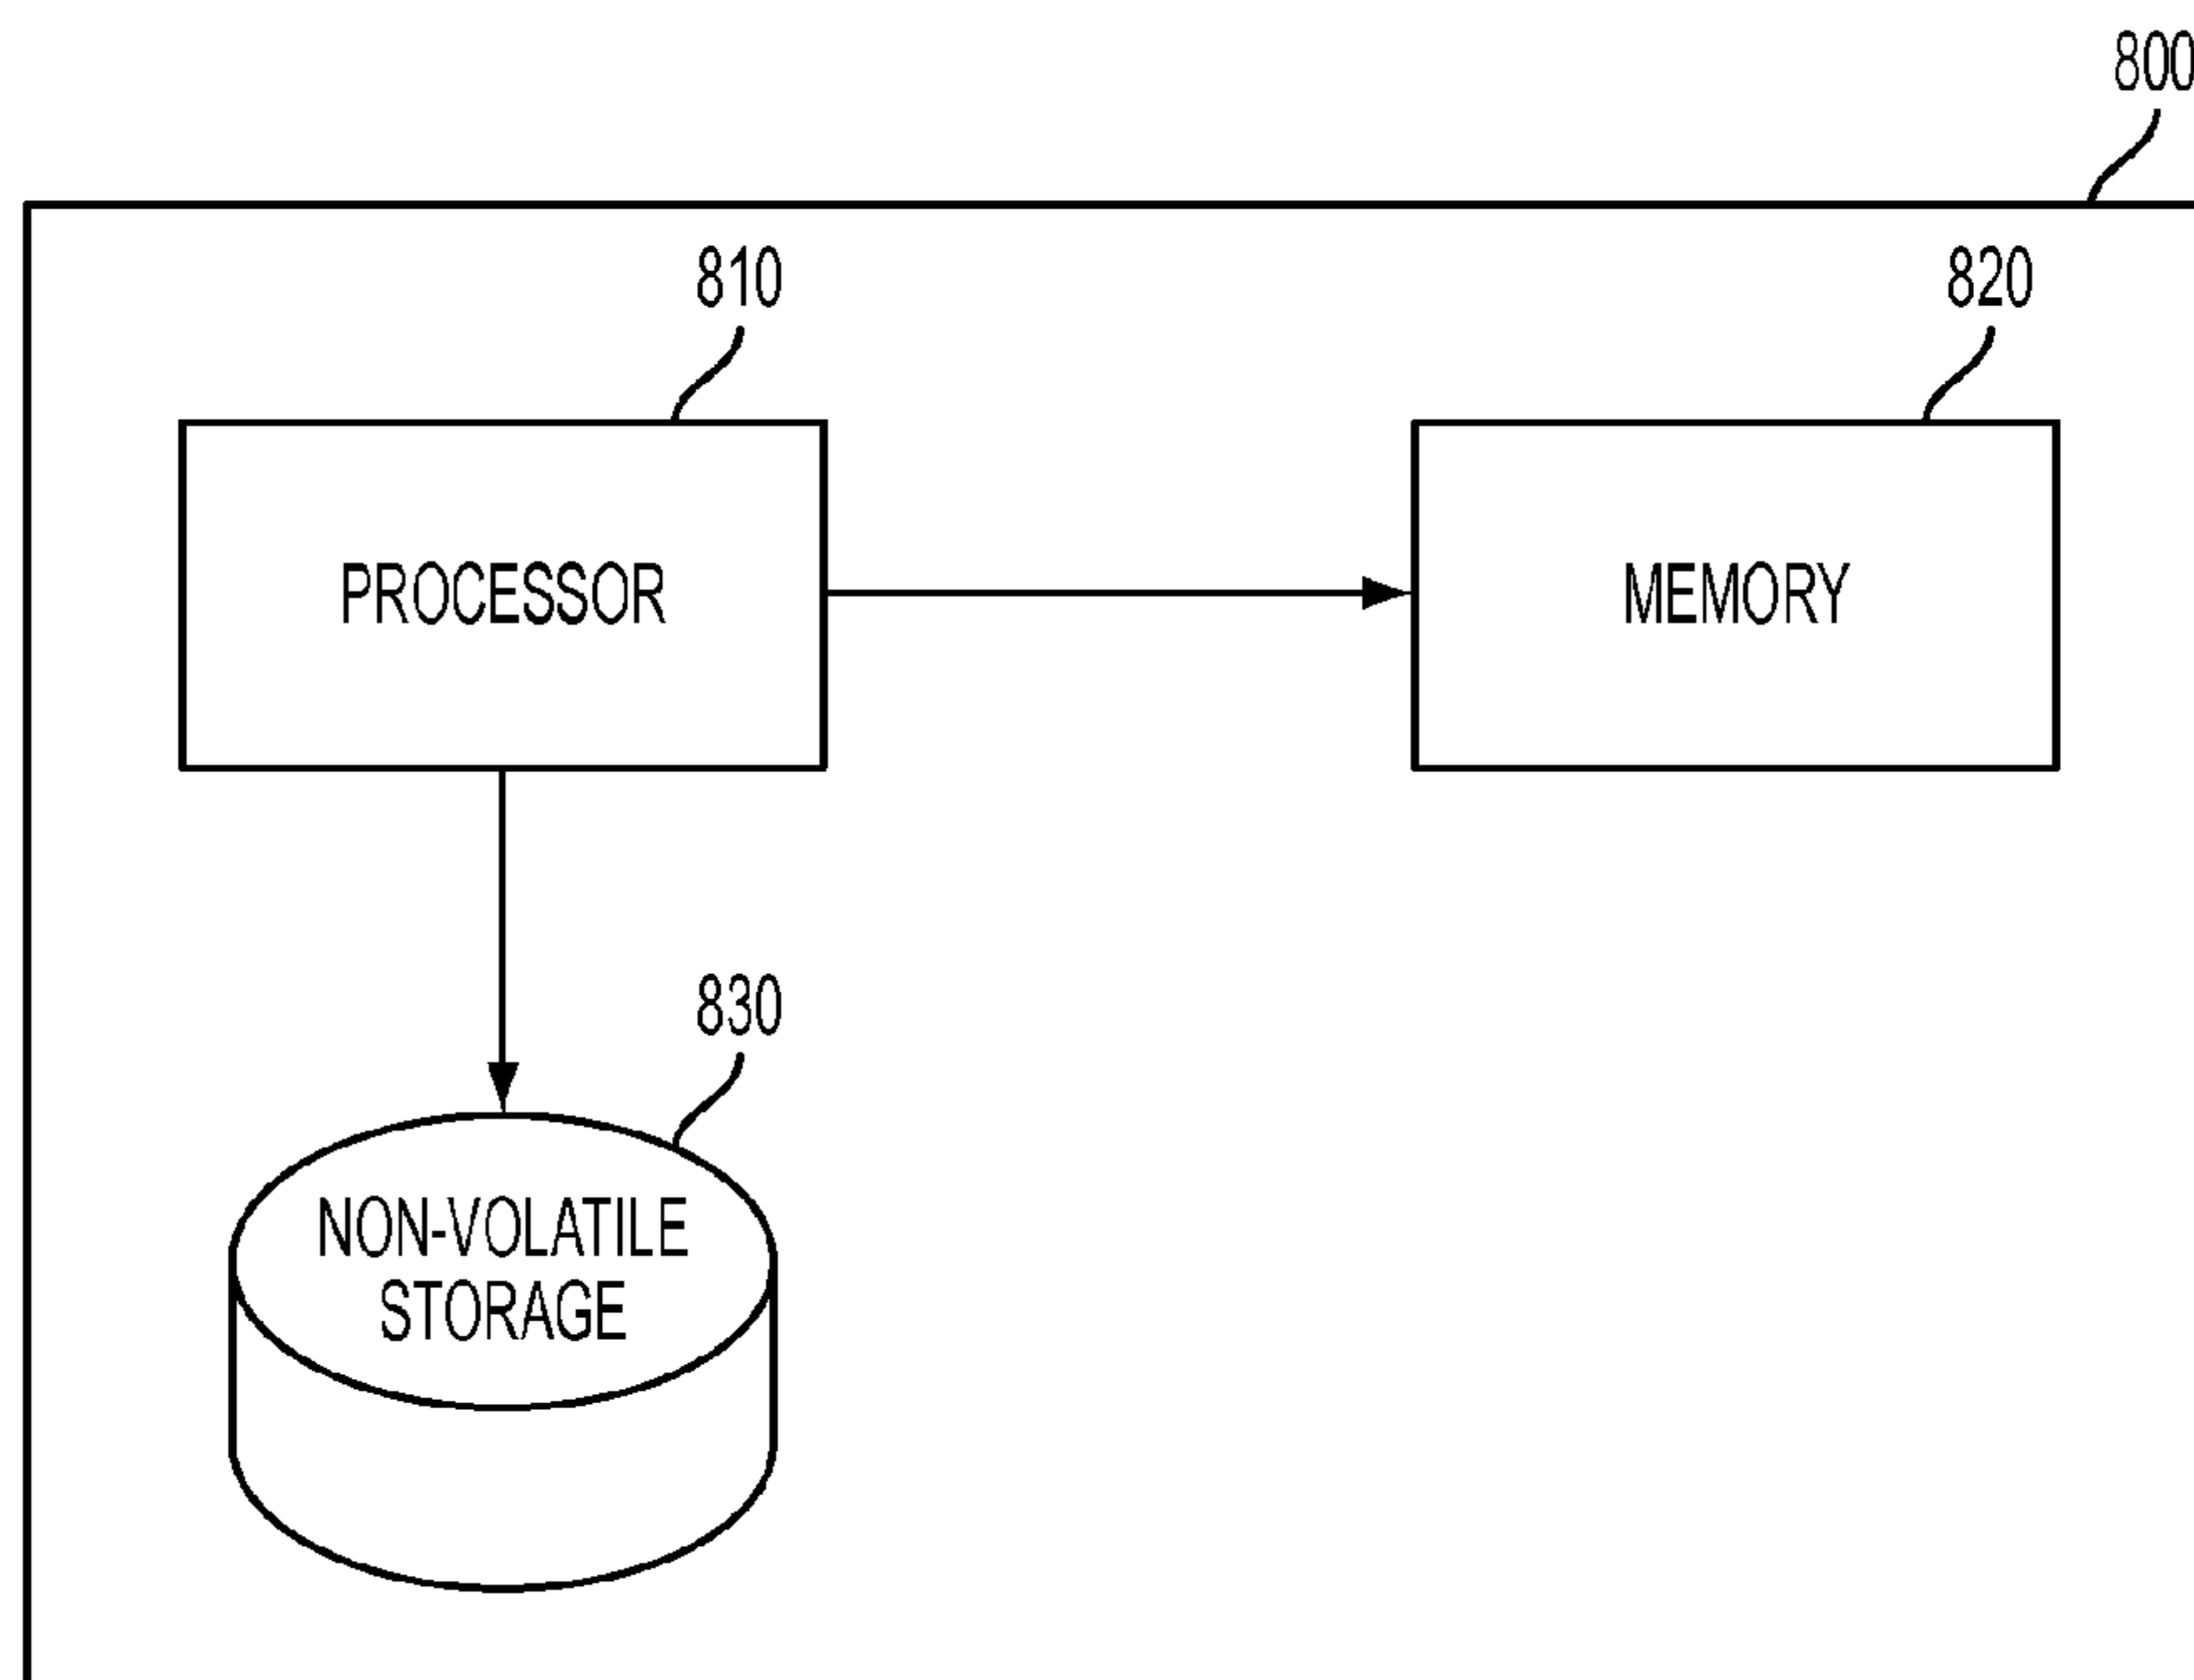 800
810
820
PROCESSOR
MEMORY
830
NON-VOLATILE
STORAGE